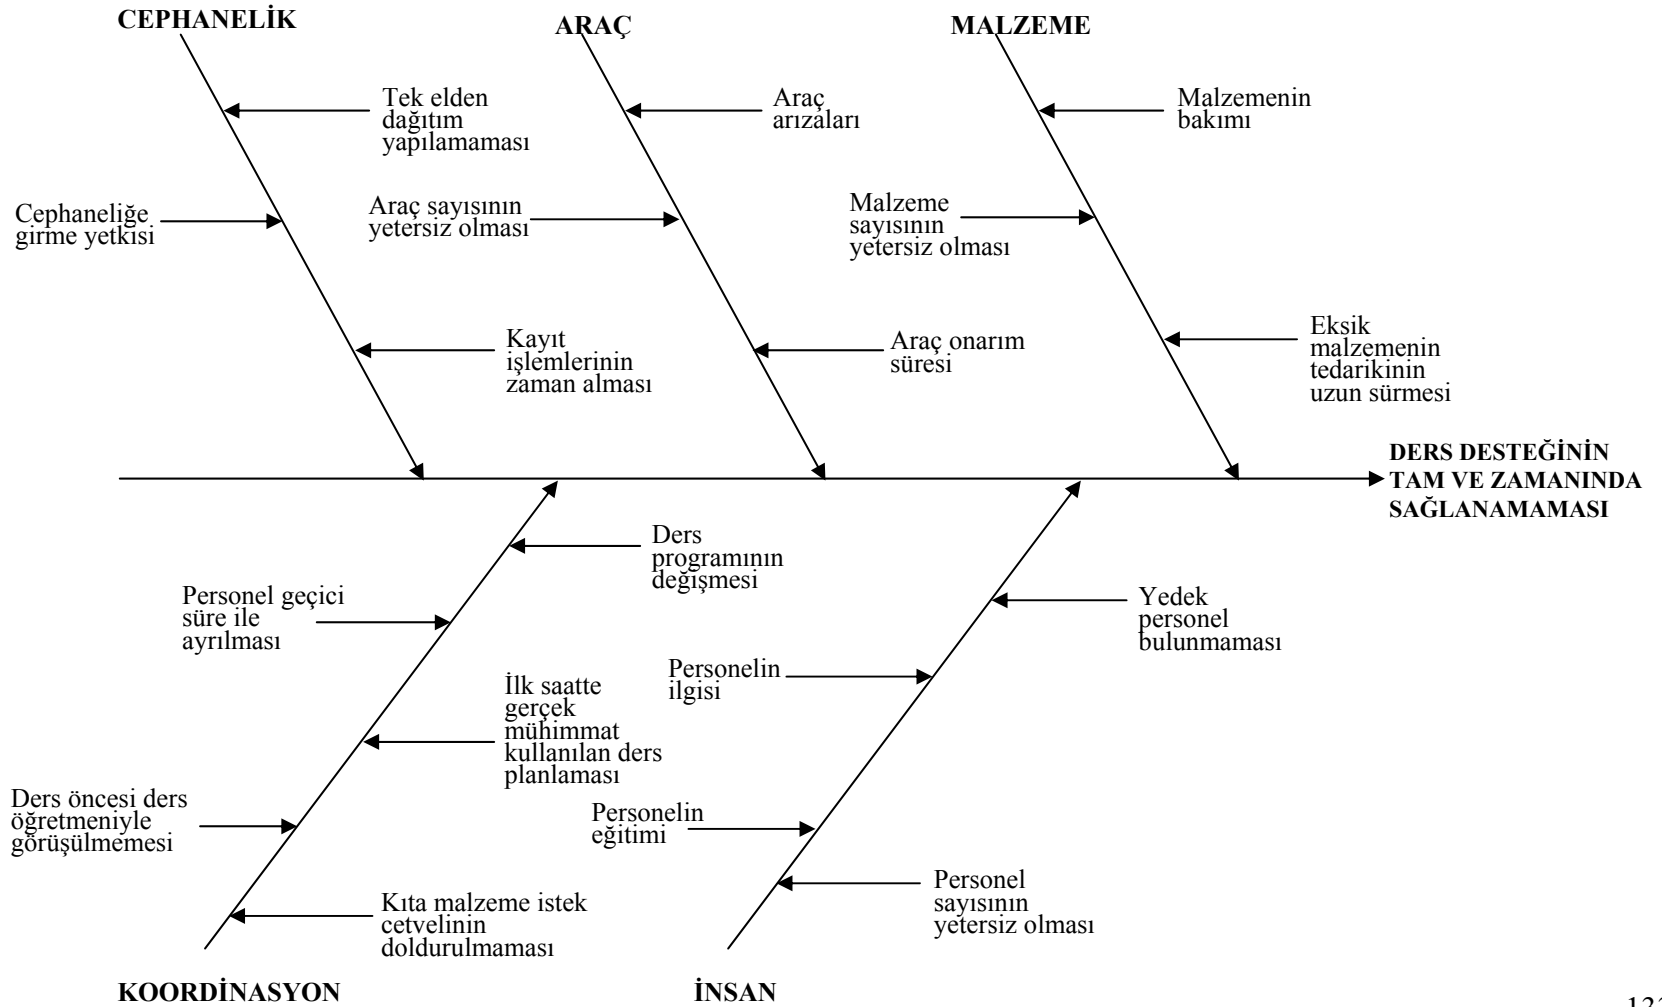 CEPHANELİK
ARAÇ
MALZEME
Tek elden
dağıtım
yapılamaması
Araç
arızaları
Malzemenin
bakımı
Cephaneliğe
girme yetkisi
Araç sayısının
yetersiz olması
Malzeme
sayısının
yetersiz olması
Kayıt
işlemlerinin
zaman alması
Araç onarım
süresi
Eksik
malzemenin
tedarikinin
uzun sürmesi
DERS DESTEĞİNİN
TAM VE ZAMANINDA
SAĞLANAMAMASI
Ders
programının
değişmesi
Personel geçici
süre ile
ayrılması
Yedek
personel
bulunmaması
Personelin
ilgisi
İlk saatte
gerçek
mühimmat
kullanılan ders
planlaması
Ders öncesi ders
öğretmeniyle
görüşülmemesi
Personelin
eğitimi
Kıta malzeme istek
cetvelinin
doldurulmaması
Personel
sayısının
yetersiz olması
KOORDİNASYON
İNSAN